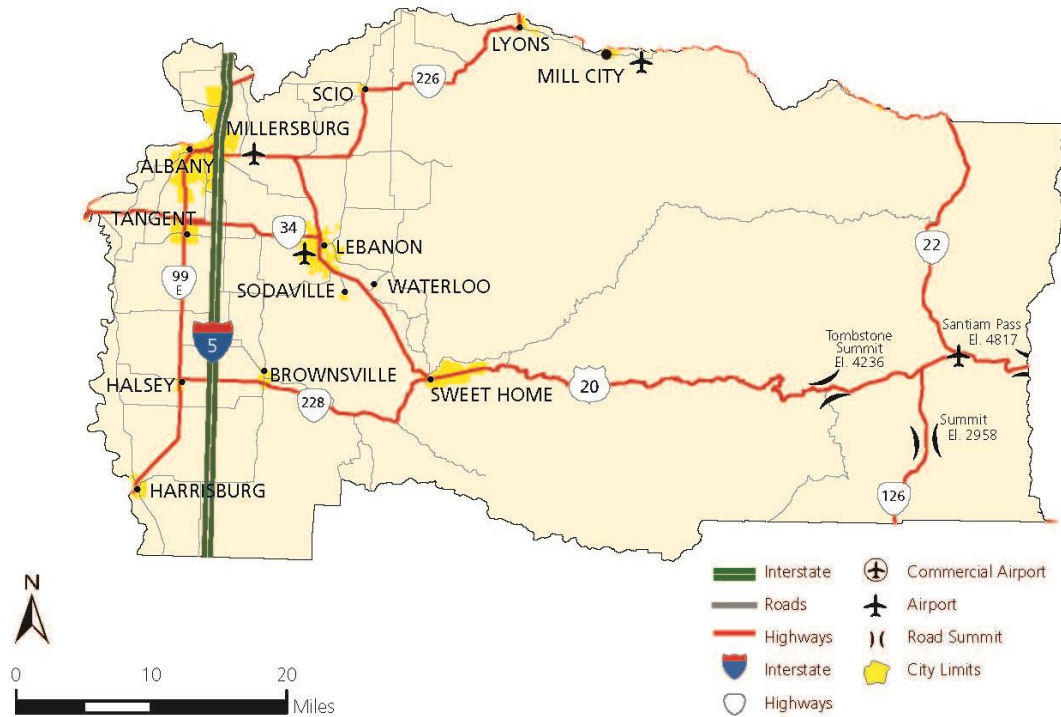 LYONS
MILL CITY
226
SCIO
MILLERSBURG
ALBANY
TANGENT
34
LEBANON
22
99
E
SODAVILLE
WATERLOO
5
Tombstone
Summit
El. 4236
Santiam Pass
El. 4817
HALSEY
BROWNSVILLE
228
SWEET HOME
20
Summit
El. 2958
HARRISBURG
126
N
0
10
20
Miles
Interstate
Roads
Highways
Interstate
Highways
Commercial Airport
Airport
Road Summit
City Limits